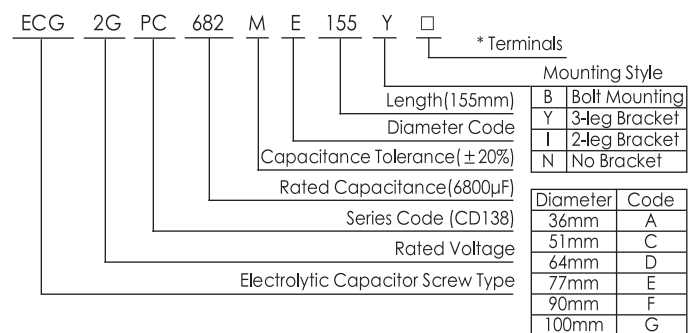 ECG 2G PC 682 M E 155 Y □
* Terminals
Mounting Style
B Bolt Mounting
Y 3-leg Bracket
I 2-leg Bracket
N No Bracket
Length(155mm)
Diameter Code
Capacitance Tolerance(±20%)
Rated Capacitance(6800μF)
Series Code (CD138)
Rated Voltage
Electrolytic Capacitor Screw Type
Diameter Code
36mm A
51mm C
64mm D
77mm E
90mm F
100mm G